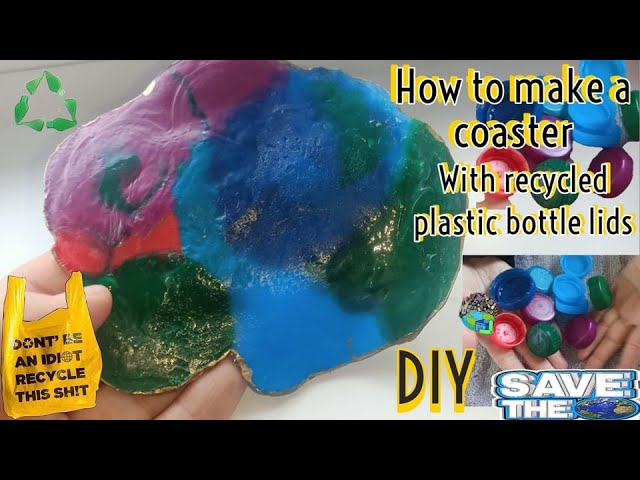 How to make a
coaster
With recycled
plastic bottle lids
DONT' BE
AN IDIOT
RECYCLE
THIS SH!T
DIY
SAVE
THE